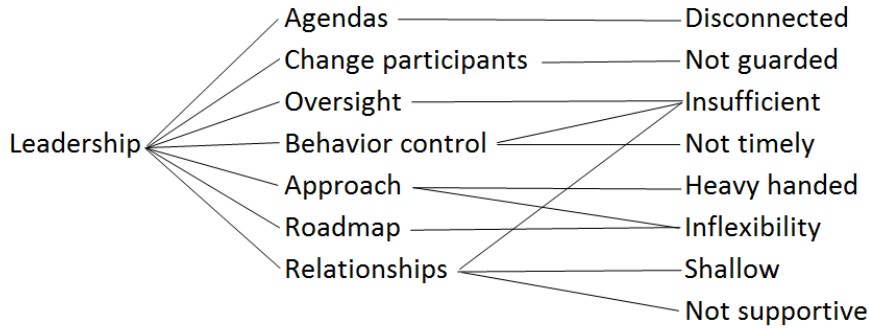 Agendas Disconnected
Change participants Not guarded
Oversight Insufficient
Leadership Behavior control Not timely
Approach Heavy handed
Roadmap Inflexibility
Relationships Shallow
Not supportive